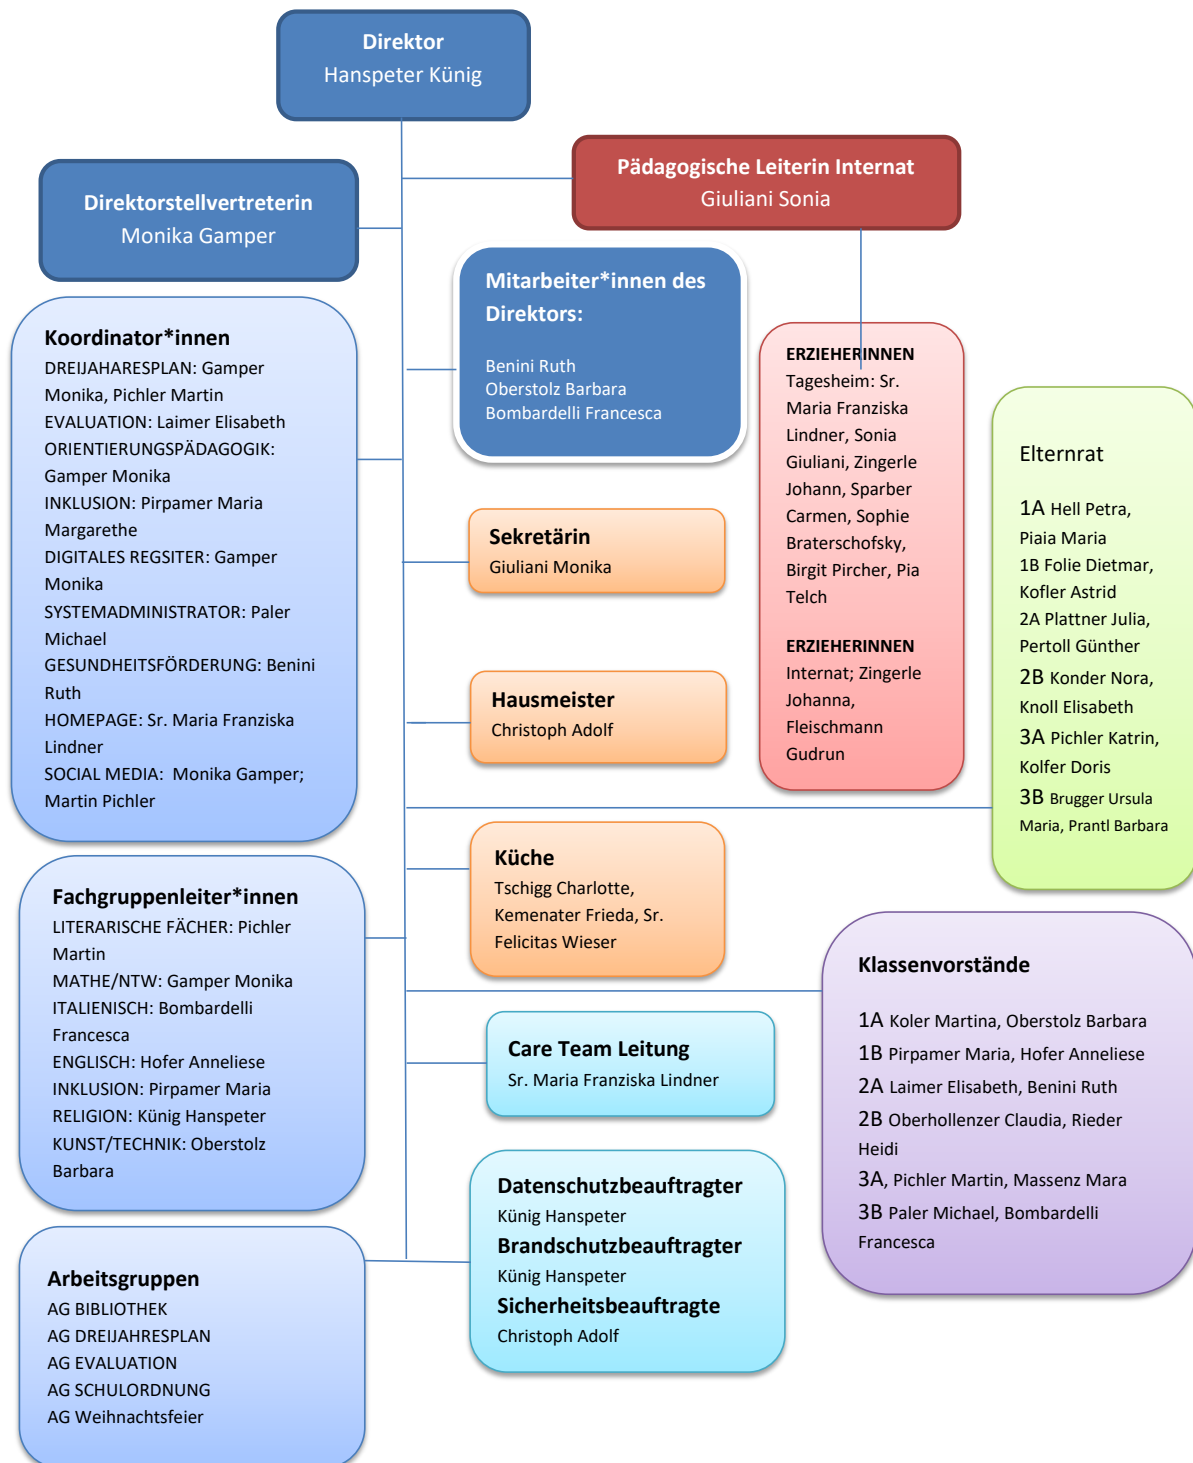 Direktor
Hanspeter Künig
Pädagogische Leiterin Internat
Giuliani Sonia
Direktorstellvertreterin
Monika Gamper
Mitarbeiter*innen des
Direktors:
Benini Ruth
Oberstolz Barbara
Bombardelli Francesca
Koordinator*innen
DREIJAHARESPLAN: Gamper
Monika, Pichler Martin
EVALUATION: Laimer Elisabeth
ORIENTIERUNGSPÄDAGOGIK:
Gamper Monika
INKLUSION: Pirpamer Maria
Margarethe
DIGITALES REGSITER: Gamper
Monika
SYSTEMADMINISTRATOR: Paler
Michael
GESUNDHEITSFÖRDERUNG: Benini
Ruth
HOMEPAGE: Sr. Maria Franziska
Lindner
SOCIAL MEDIA:  Monika Gamper;
Martin Pichler
ERZIEHERINNEN
Tagesheim: Sr.
Maria Franziska
Lindner, Sonia
Giuliani, Zingerle
Johann, Sparber
Carmen, Sophie
Braterschofsky,
Birgit Pircher, Pia
Telch
ERZIEHERINNEN
Internat; Zingerle
Johanna,
Fleischmann
Gudrun
Elternrat
1A Hell Petra,
Piaia Maria
1B Folie Dietmar,
Kofler Astrid
2A Plattner Julia,
Pertoll Günther
2B Konder Nora,
Knoll Elisabeth
3A Pichler Katrin,
Kolfer Doris
3B Brugger Ursula
Maria, Prantl Barbara
Sekretärin
Giuliani Monika
Hausmeister
Christoph Adolf
Küche
Tschigg Charlotte,
Kemenater Frieda, Sr.
Felicitas Wieser
Fachgruppenleiter*innen
LITERARISCHE FÄCHER: Pichler
Martin
MATHE/NTW: Gamper Monika
ITALIENISCH: Bombardelli
Francesca
ENGLISCH: Hofer Anneliese
INKLUSION: Pirpamer Maria
RELIGION: Künig Hanspeter
KUNST/TECHNIK: Oberstolz
Barbara
Klassenvorstände
1A Koler Martina, Oberstolz Barbara
1B Pirpamer Maria, Hofer Anneliese
2A Laimer Elisabeth, Benini Ruth
2B Oberhollenzer Claudia, Rieder
Heidi
3A, Pichler Martin, Massenz Mara
3B Paler Michael, Bombardelli
Francesca
Care Team Leitung
Sr. Maria Franziska Lindner
Datenschutzbeauftragter
Künig Hanspeter
Brandschutzbeauftragter
Künig Hanspeter
Sicherheitsbeauftragte
Christoph Adolf
Arbeitsgruppen
AG BIBLIOTHEK
AG DREIJAHRESPLAN
AG EVALUATION
AG SCHULORDNUNG
AG Weihnachtsfeier